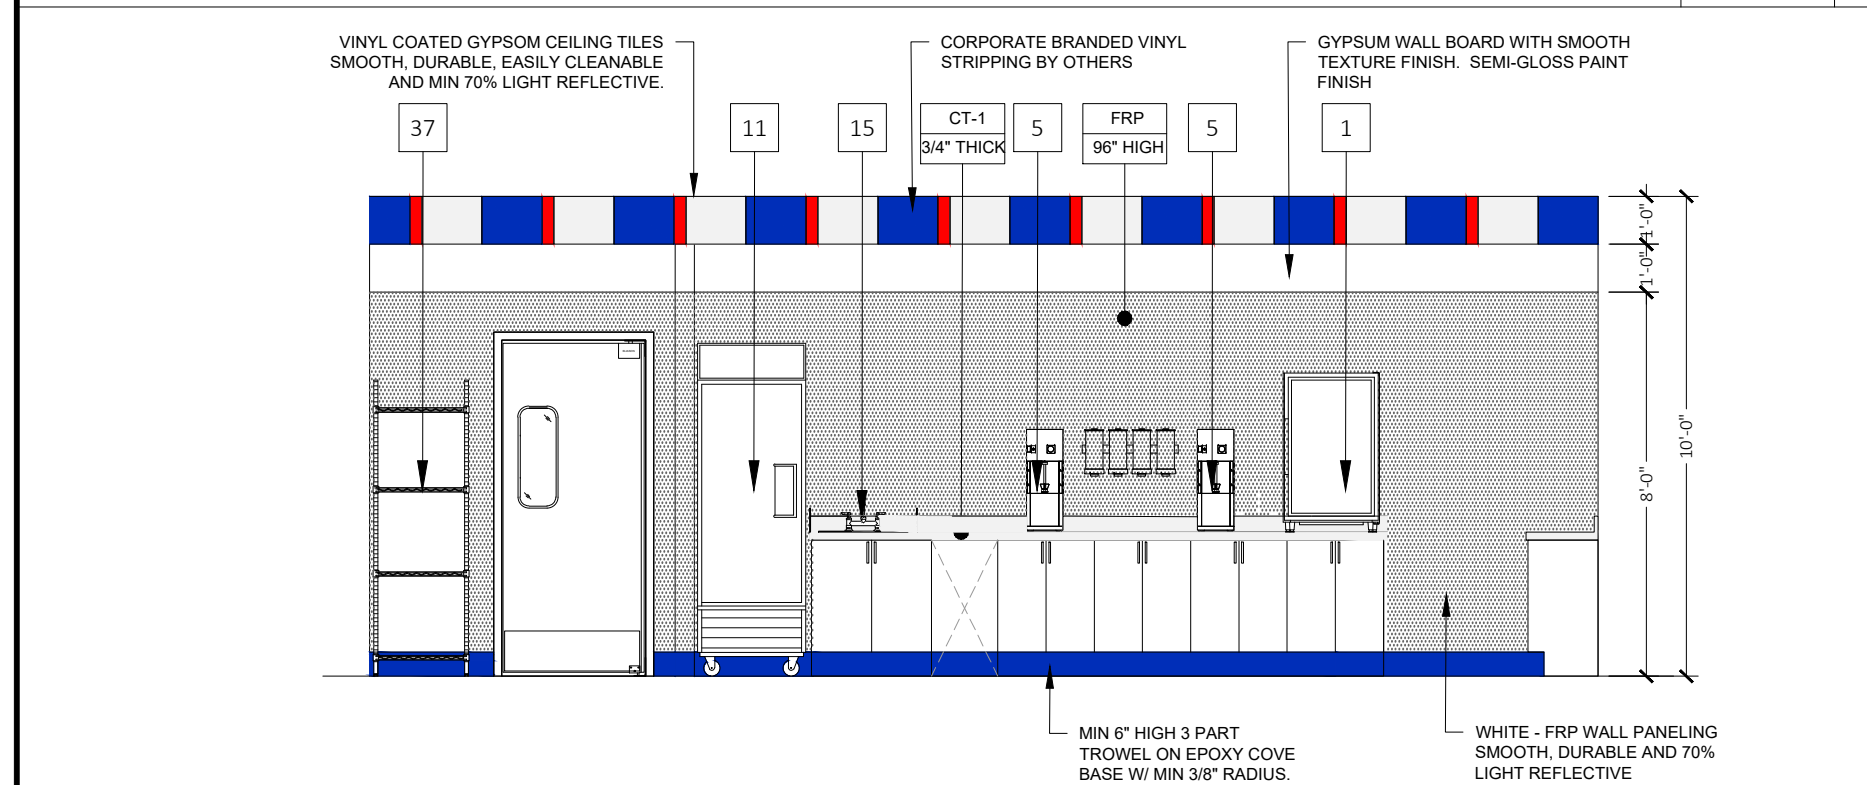 VINYL COATED GYPSOM CEILING TILES
SMOOTH, DURABLE, EASILY CLEANABLE
AND MIN 70% LIGHT REFLECTIVE.
CORPORATE BRANDED VINYL
STRIPPING BY OTHERS
GYPSUM WALL BOARD WITH SMOOTH
TEXTURE FINISH. SEMI-GLOSS PAINT
FINISH
37
11
15
CT-1
3/4" THICK
5
FRP
96" HIGH
5
1
1'-0"
1'-0"
8'-0"
10'-0"
MIN 6" HIGH 3 PART
TROWEL ON EPOXY COVE
BASE W/ MIN 3/8" RADIUS.
WHITE - FRP WALL PANELING
SMOOTH, DURABLE AND 70%
LIGHT REFLECTIVE